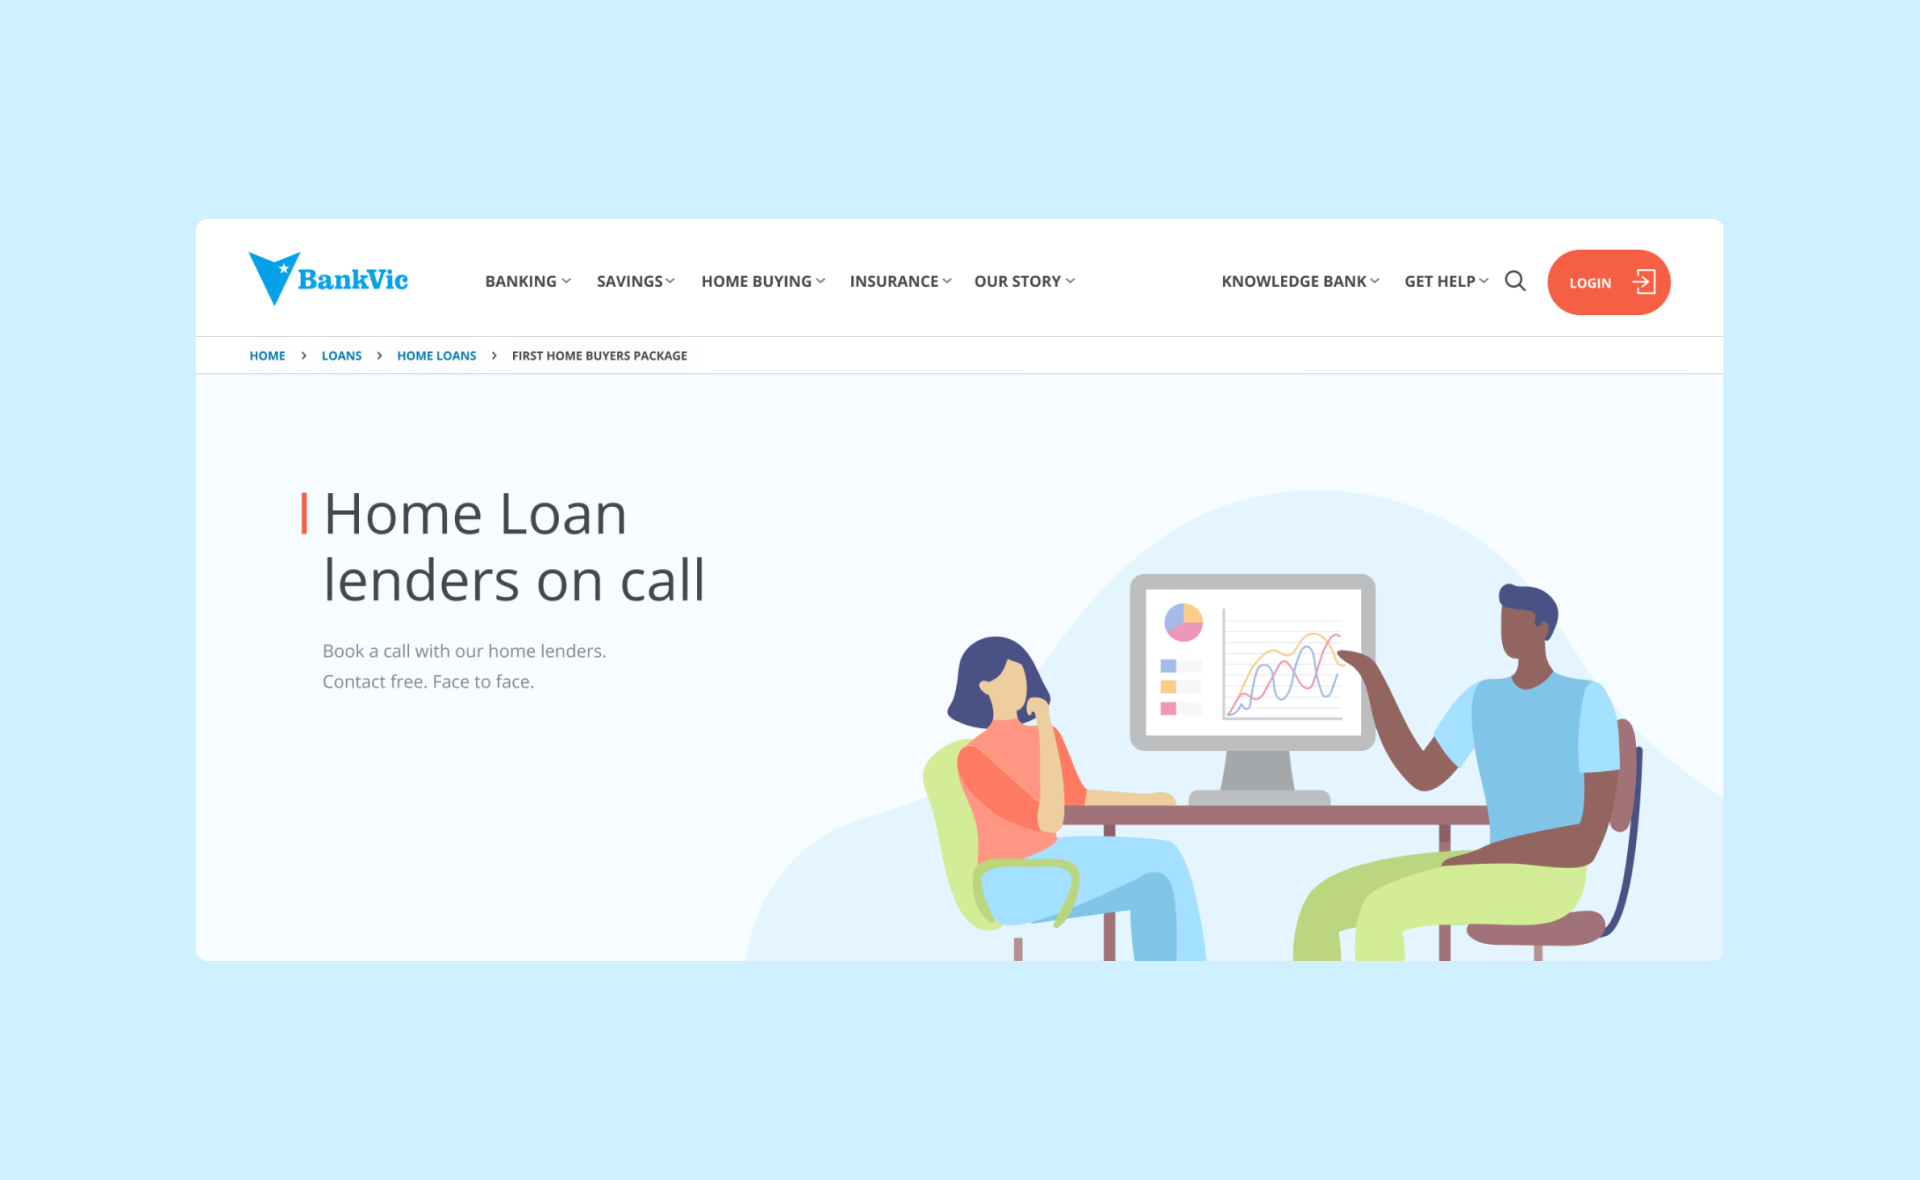 BankVic
BANKING SAVINGS HOME BUYING INSURANCE OUR STORY KNOWLEDGE BANK GET HELP LOGIN
HOME > LOANS > HOME LOANS > FIRST HOME BUYERS PACKAGE
Home Loan
lenders on call
Book a call with our home lenders.
Contact free. Face to face.